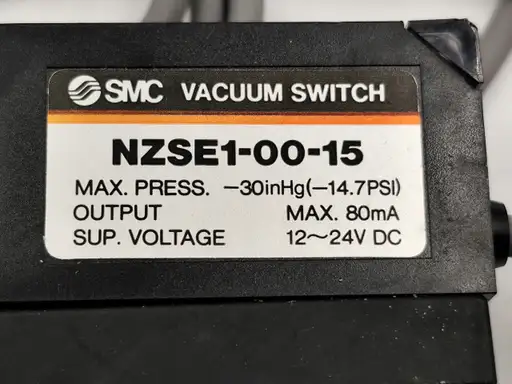 SMC VACUUM SWITCH
NZSE1-00-15
MAX. PRESS. -30inHg(-14.7PSI)
OUTPUT MAX. 80mA
SUP. VOLTAGE 12~24V DC